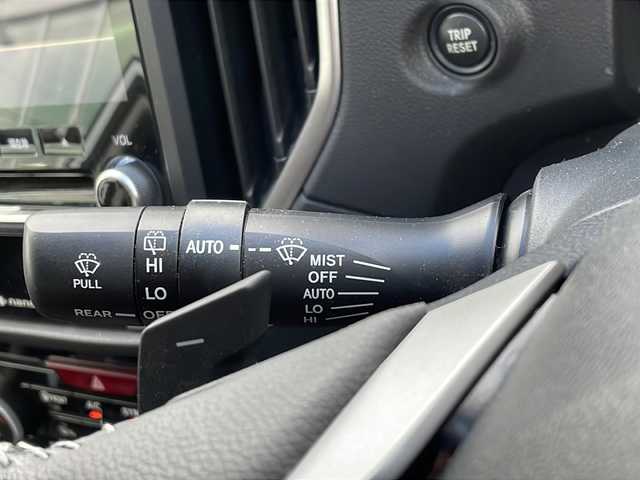 TRIP
RESET
VOL
PULL
REAR
HI
LO
OFF
AUTO
MIST
OFF
AUTO
LO
HI
A/C